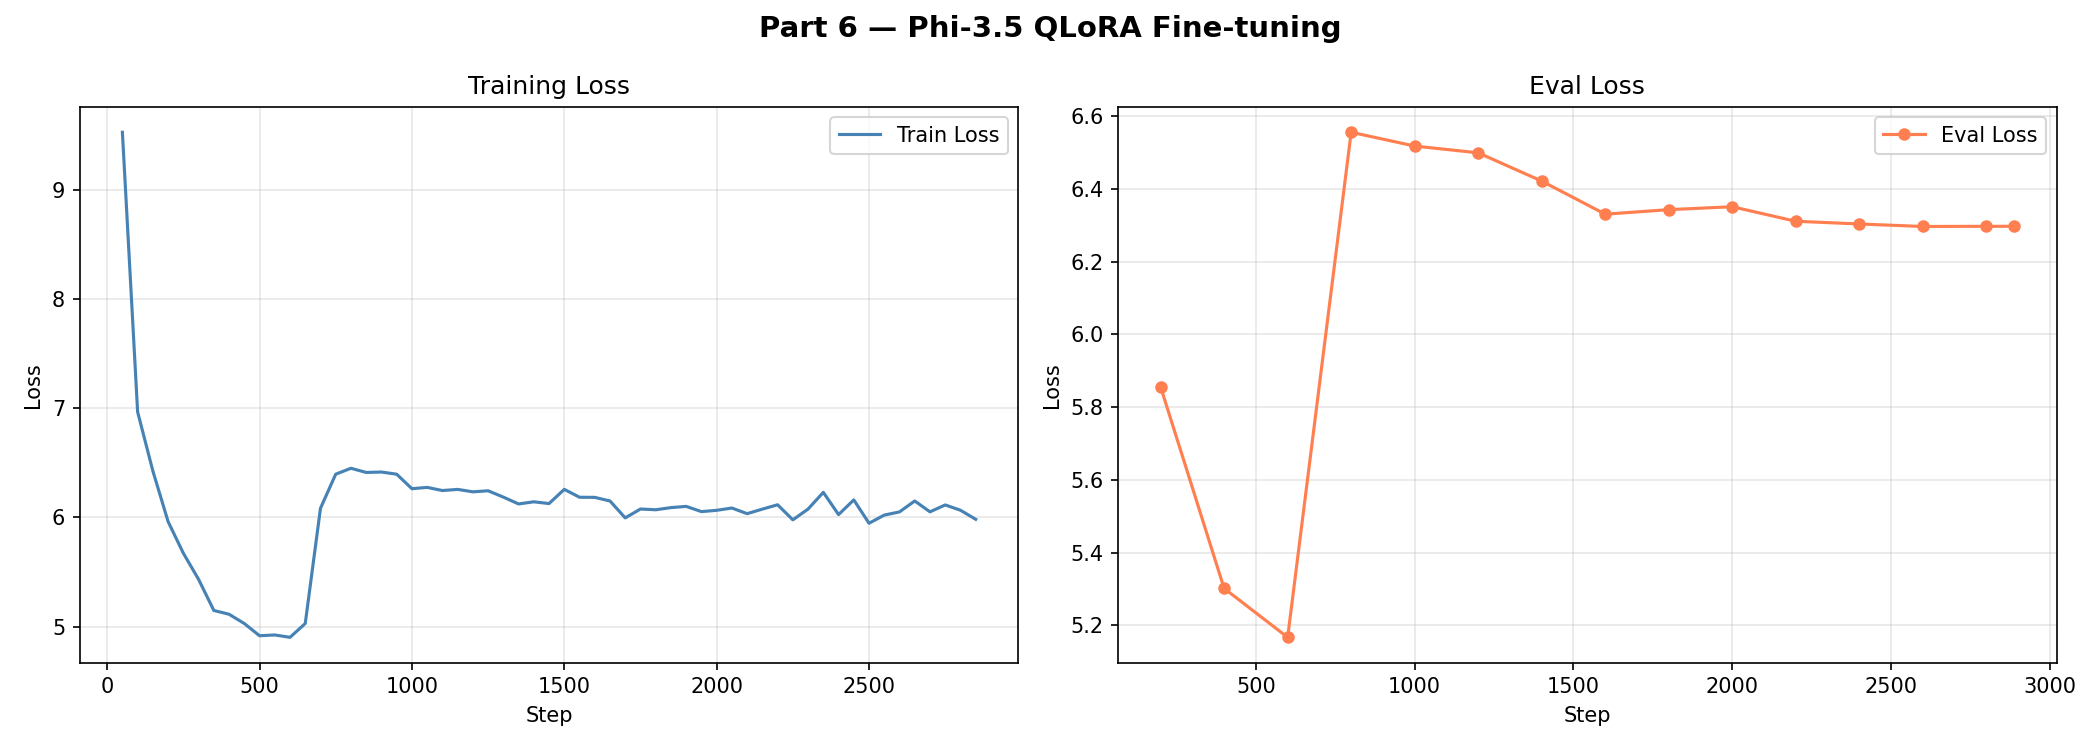 Part 6 — Phi-3.5 QLoRA Fine-tuning
Training Loss
Train Loss
9
8
7
6
5
Loss
0 500 1000 1500 2000 2500
Step
Eval Loss
Eval Loss
6.6
6.4
6.2
6.0
5.8
5.6
5.4
5.2
Loss
500 1000 1500 2000 2500 3000
Step